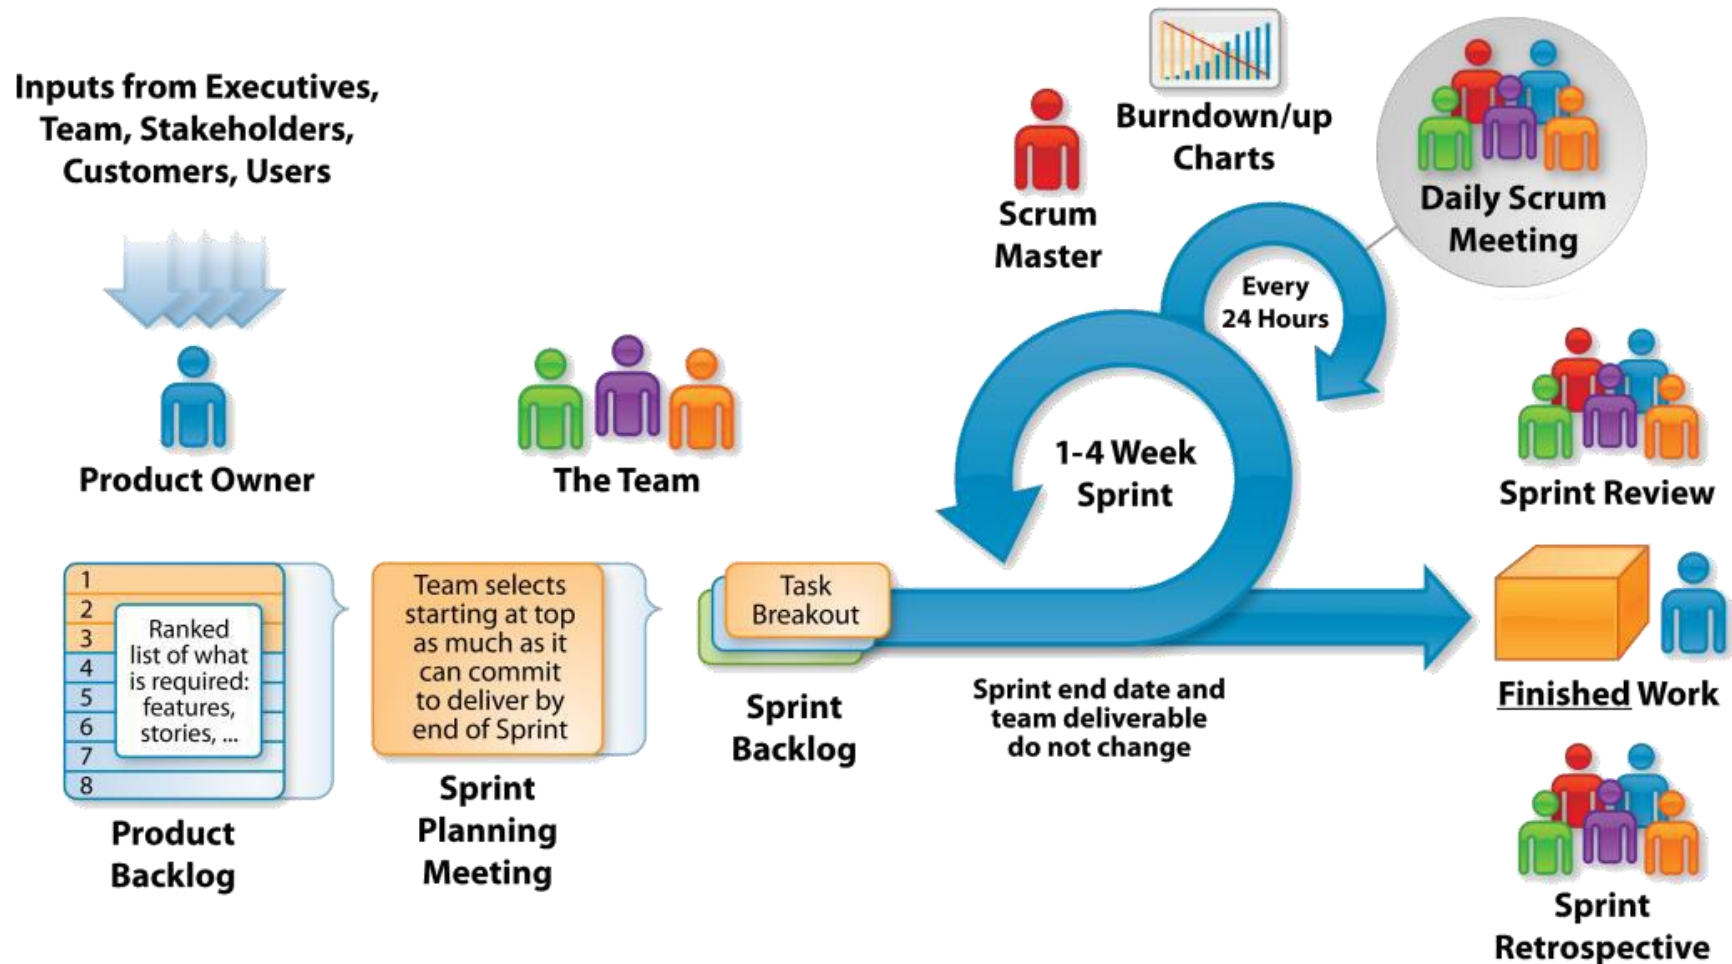 Inputs from Executives,
Team, Stakeholders,
Customers, Users
Product Owner
The Team
Scrum
Master
Burndown/up
Charts
Daily Scrum
Meeting
Every
24 Hours
1-4 Week
Sprint
Sprint Review
1
2
3
4
5
6
7
8
Ranked
list of what
is required:
features,
stories, ...
Product
Backlog
Team selects
starting at top
as much as it
can commit
to deliver by
end of Sprint
Sprint
Planning
Meeting
Task
Breakout
Sprint
Backlog
Sprint end date and
team deliverable
do not change
Finished Work
Sprint
Retrospective